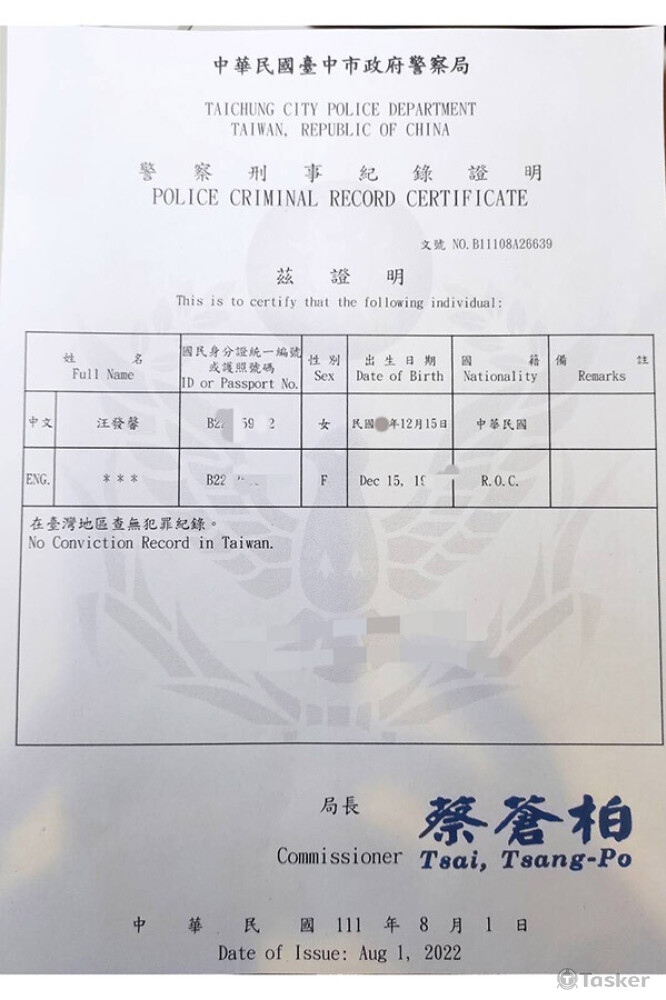 中華民國臺中市政府警察局
TAICHUNG CITY POLICE DEPARTMENT
TAIWAN, REPUBLIC OF CHINA
警察刑事紀錄證明
POLICE CRIMINAL RECORD CERTIFICATE
文號 NO.B11108A26639
茲證明
This is to certify that the following individual:
姓名
Full Name
國民身分證統一編號
或護照號碼
ID or Passport No.
性別
Sex
出生日期
Date of Birth
國籍
Nationality
備註
Remarks
中文 汪發馨 女 民國 年12月15日 中華民國
ENG. *** F Dec 15, R.O.C.
在臺灣地區查無犯罪紀錄。
No Conviction Record in Taiwan.
局長
蔡蒼柏
Commissioner Tsai, Tsang-Po
中華民國 111 年 8 月 1 日
Date of Issue: Aug 1, 2022
Tasker